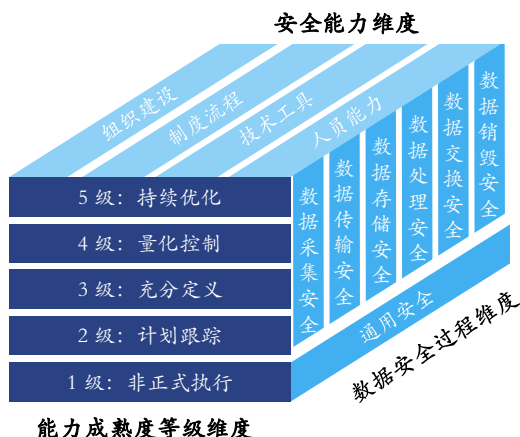 安全能力维度
组织建设
制度流程
技术工具
人员能力
5 级：持续优化
4 级：量化控制
3 级：充分定义
2 级：计划跟踪
1 级：非正式执行
数据采集安全
数据传输安全
数据存储安全
数据处理安全
数据交换安全
数据销毁安全
通用安全
数据安全过程维度
能力成熟度等级维度